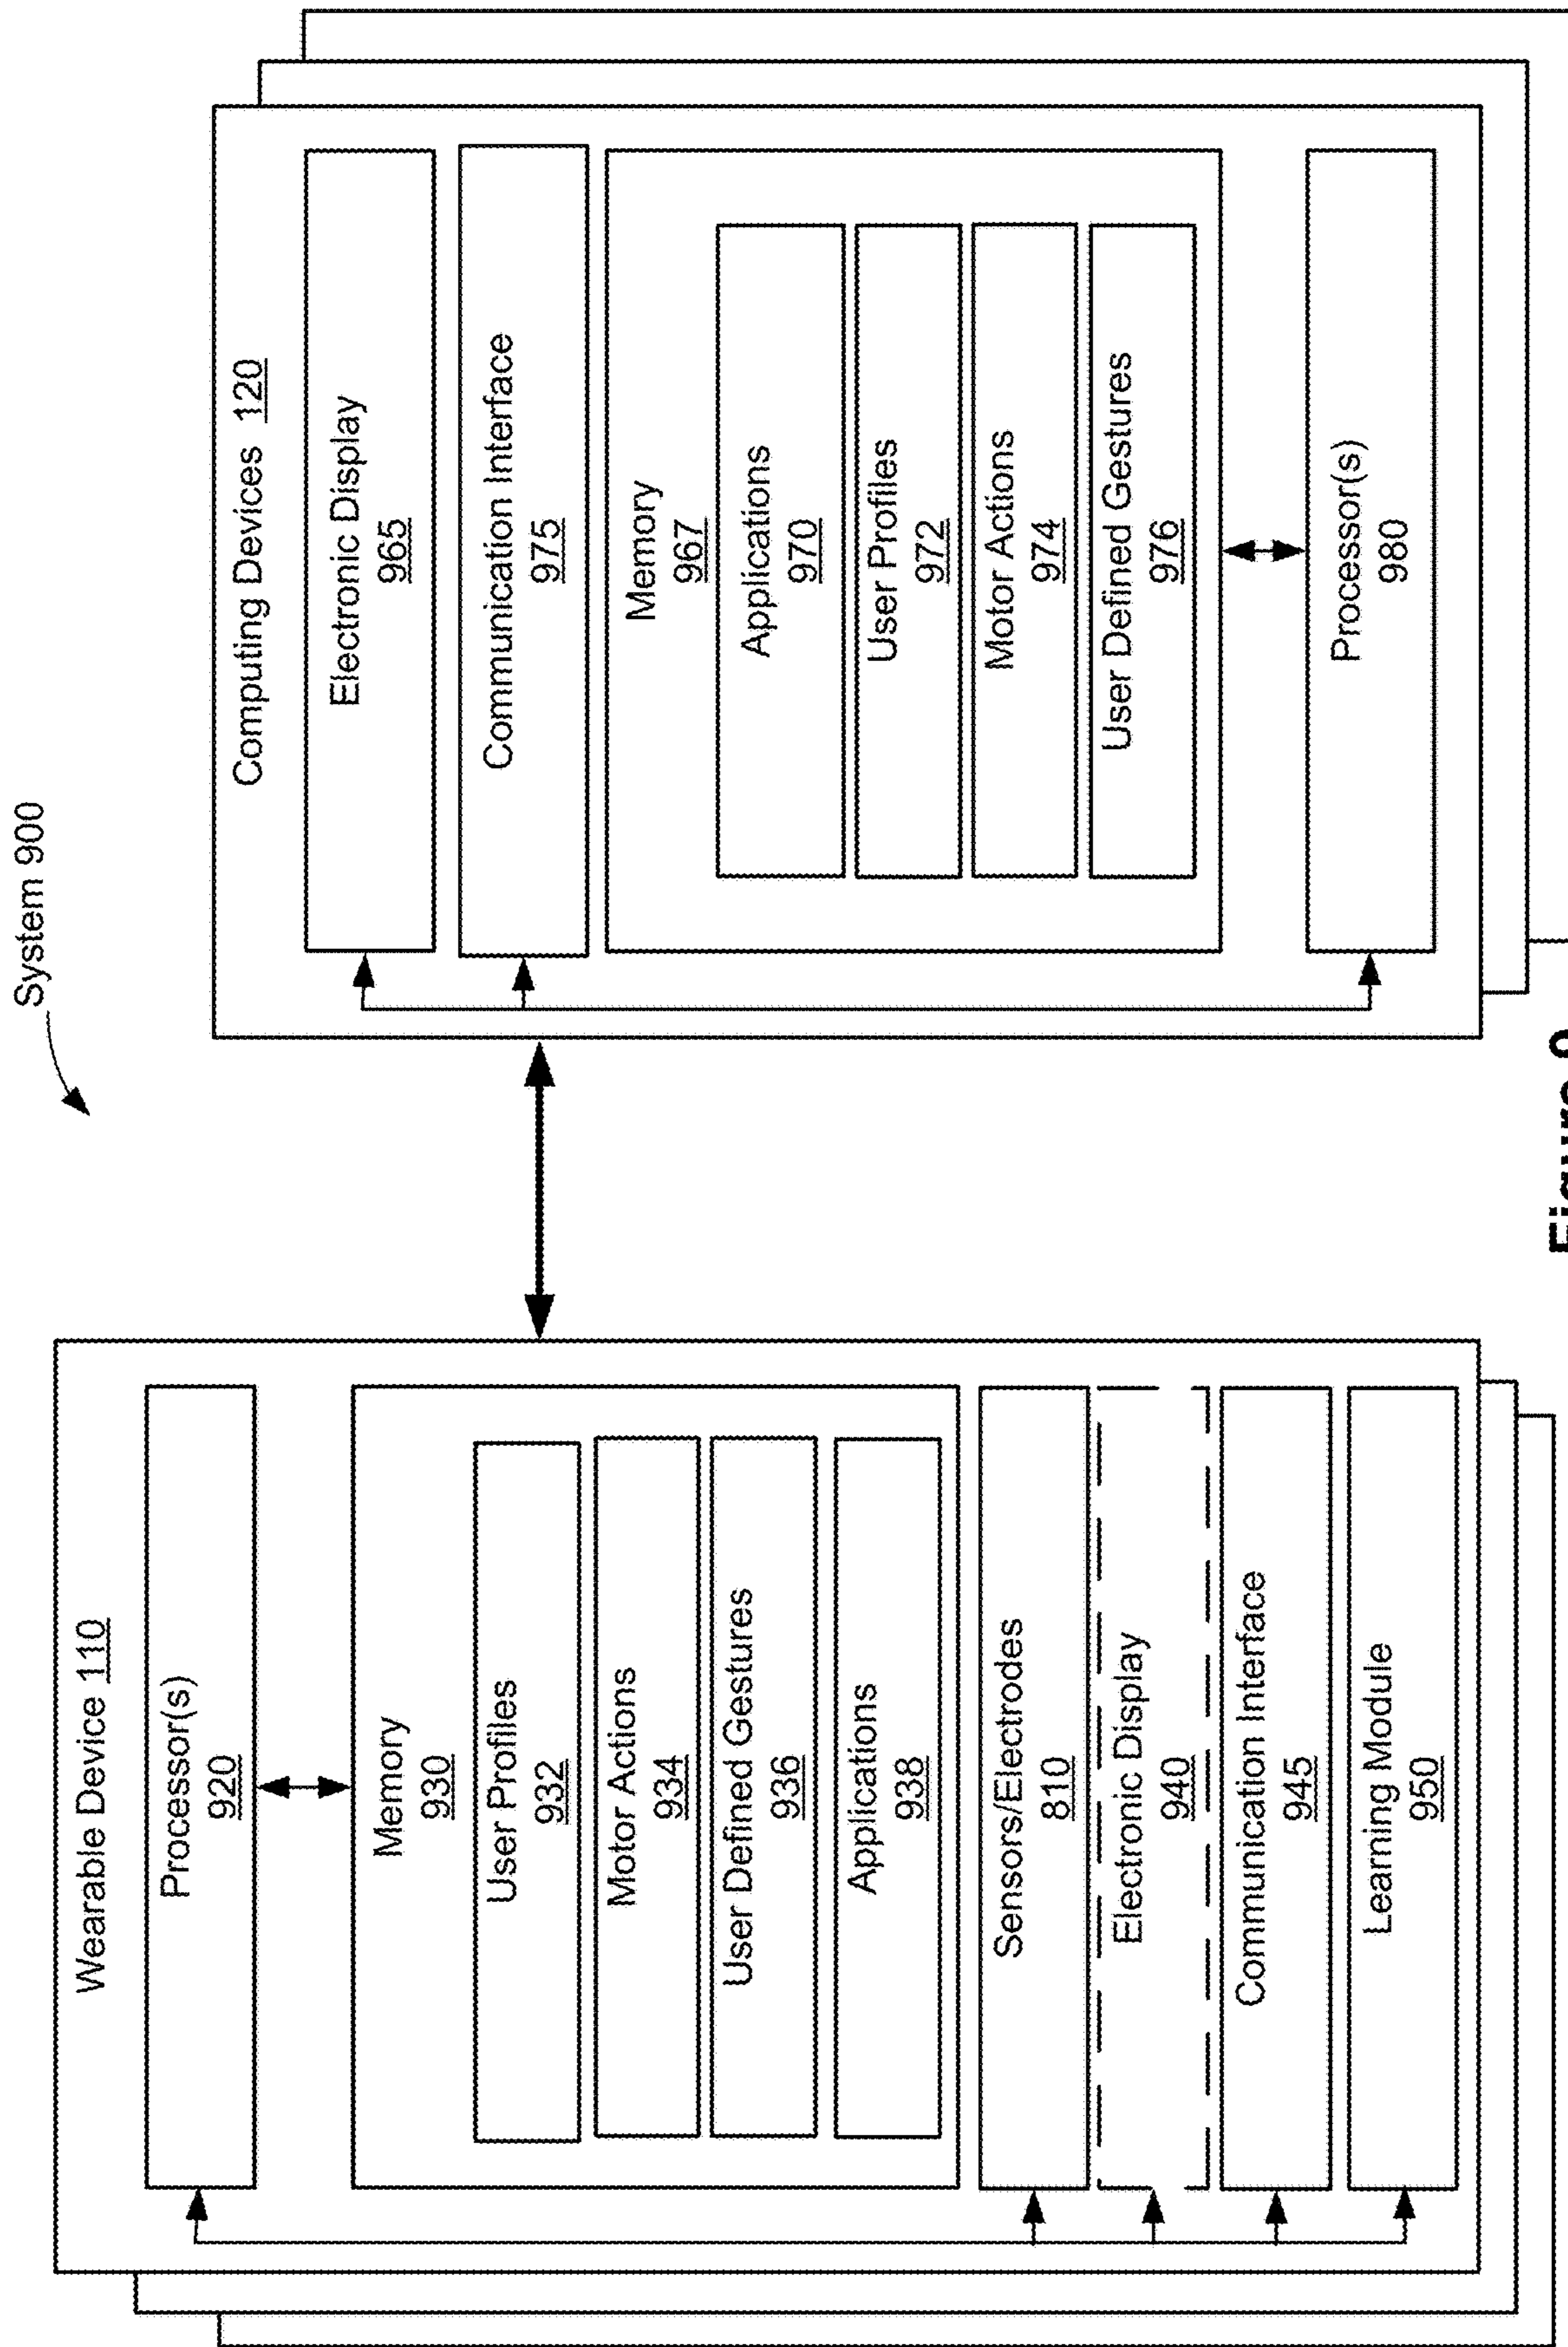 System 900
Wearable Device 110
Processor(s)
920
Memory
930
User Profiles
932
Motor Actions
934
User Defined Gestures
936
Applications
938
Sensors/Electrodes
810
Electronic Display
940
Communication Interface
945
Learning Module
950
Computing Devices 120
Electronic Display
965
Communication Interface
975
Memory
967
Applications
970
User Profiles
972
Motor Actions
974
User Defined Gestures
976
Processor(s)
980
Figure 9